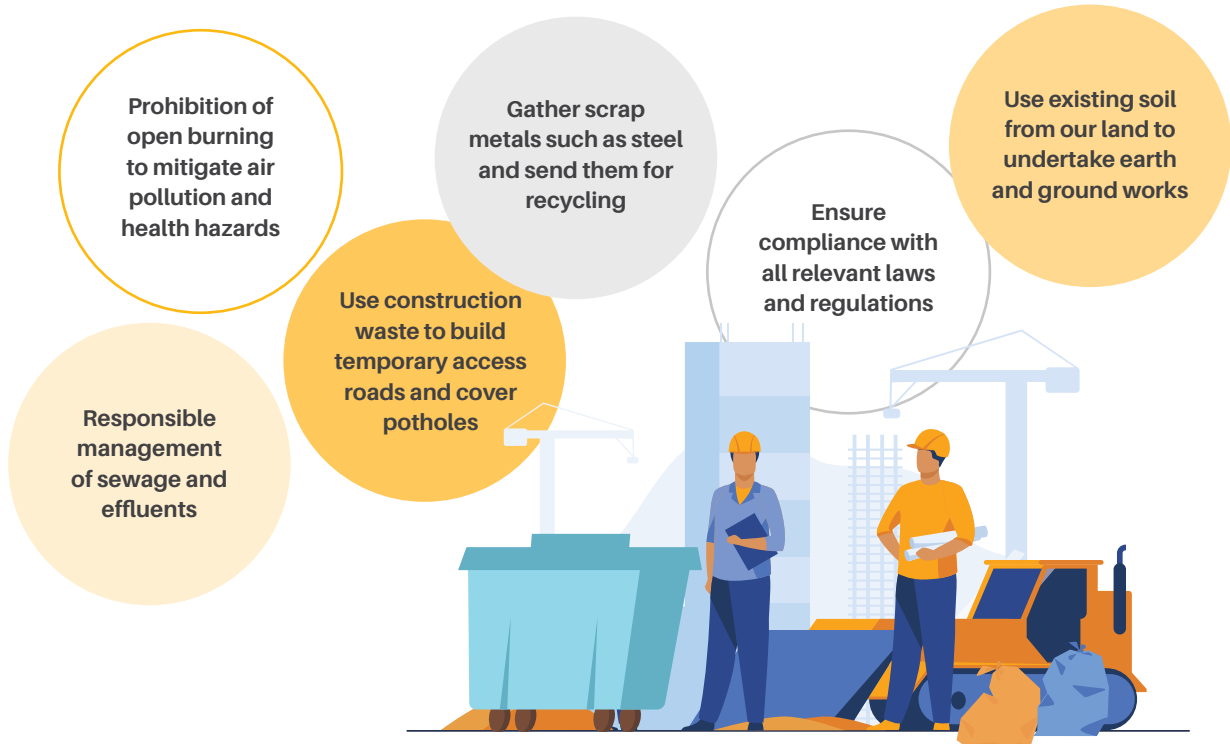 Prohibition of
open burning
to mitigate air
pollution and
health hazards
Gather scrap
metals such as steel
and send them for
recycling
Use existing soil
from our land to
undertake earth
and ground works
Ensure
compliance with
all relevant laws
and regulations
Use construction
waste to build
temporary access
roads and cover
potholes
Responsible
management
of sewage and
effluents